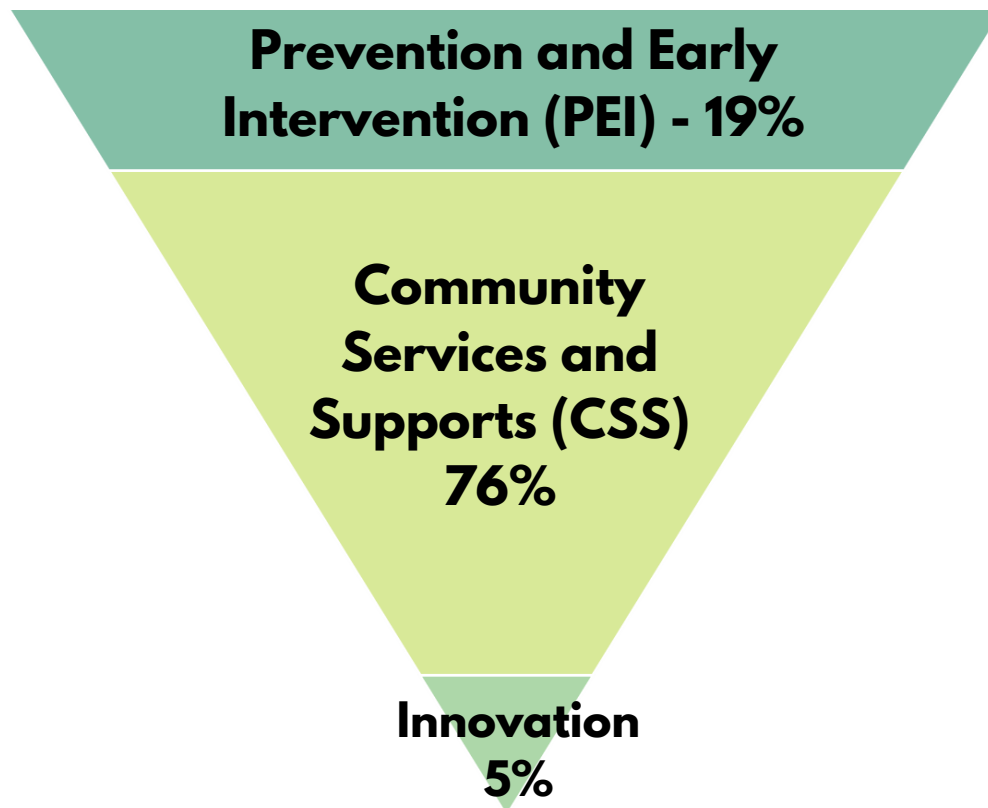 Prevention and Early
Intervention (PEI) - 19%
Community
Services and
Supports (CSS)
76%
Innovation
5%